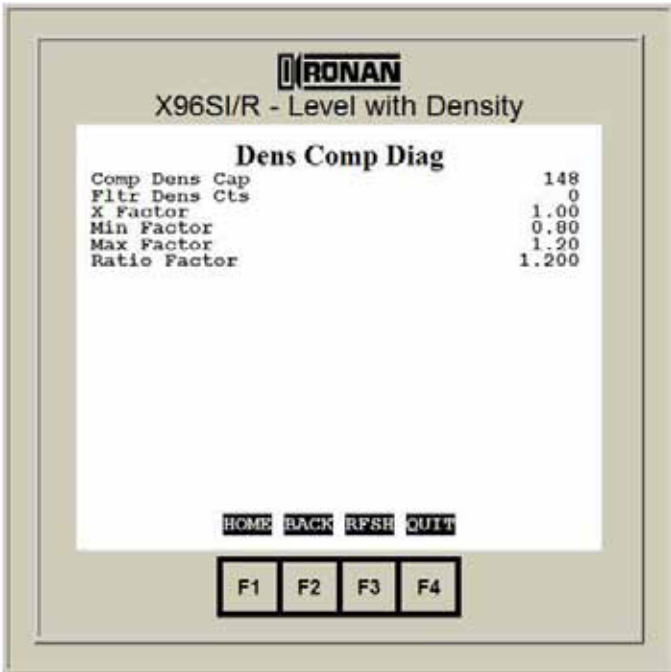 RONAN
X96SI/R - Level with Density
Dens Comp Diag
Comp Dens Cap 148
Fltr Dens Cts 0
X Factor 1.00
Min Factor 0.80
Max Factor 1.20
Ratio Factor 1.200
HOME BACK RFSH QUIT
F1 F2 F3 F4